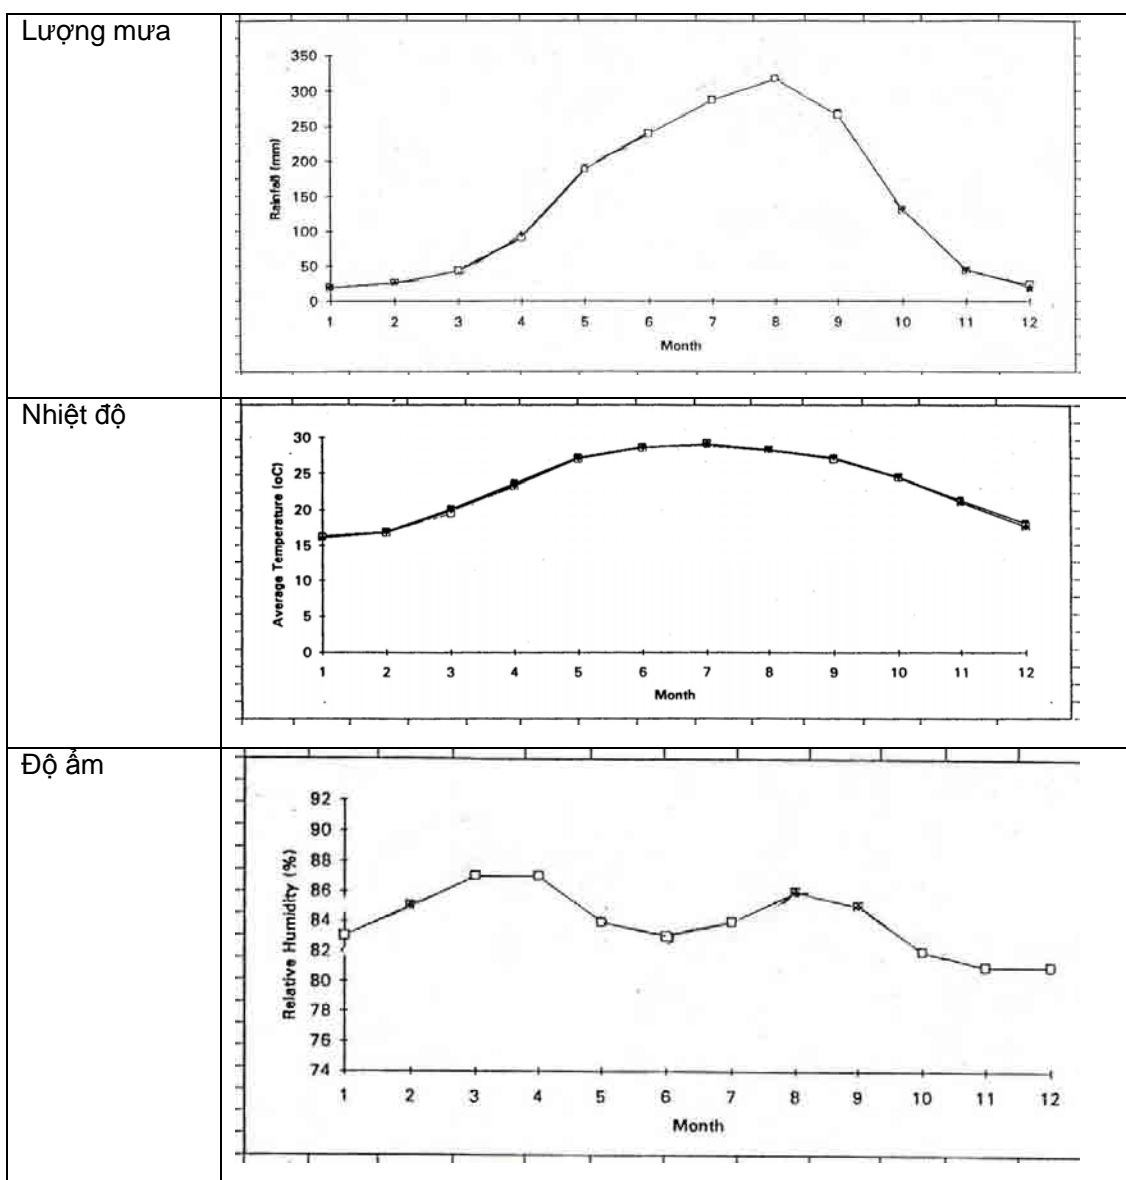 Lượng mưa
350
300
250
200
150
100
50
0
Rainfall (mm)
1 2 3 4 5 6 7 8 9 10 11 12
Month
Nhiệt độ
30
25
20
15
10
5
0
Average Temperature (oC)
1 2 3 4 5 6 7 8 9 10 11 12
Month
Độ ẩm
92
90
88
86
84
82
80
78
76
74
Relative Humidity (%)
1 2 3 4 5 6 7 8 9 10 11 12
Month